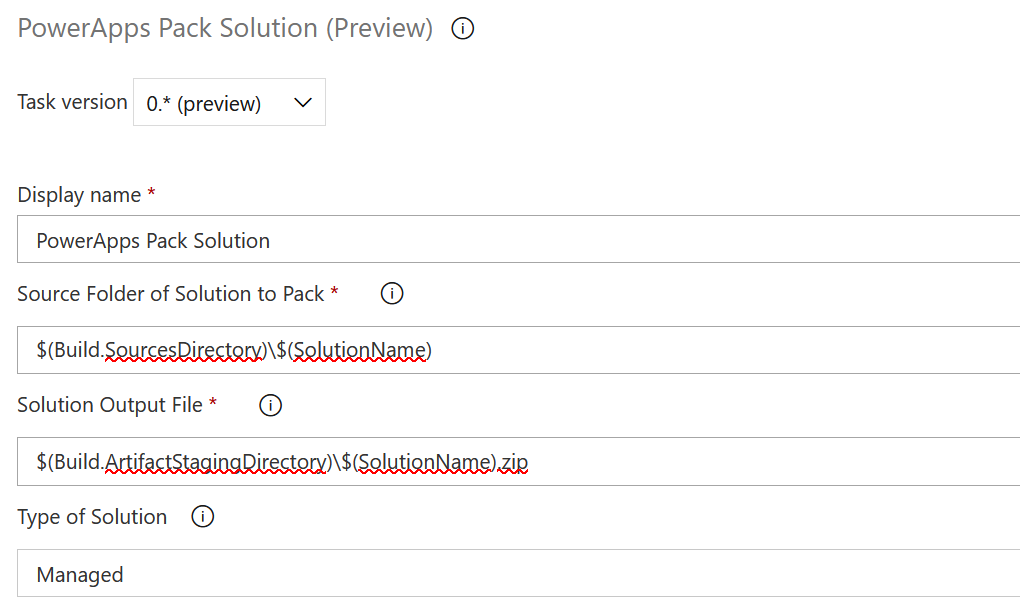 PowerApps Pack Solution (Preview)
Task version 0.* (preview)
Display name *
PowerApps Pack Solution
Source Folder of Solution to Pack *
$(Build.SourcesDirectory)\$(SolutionName)
Solution Output File *
$(Build.ArtifactStagingDirectory)\$(SolutionName).zip
Type of Solution
Managed